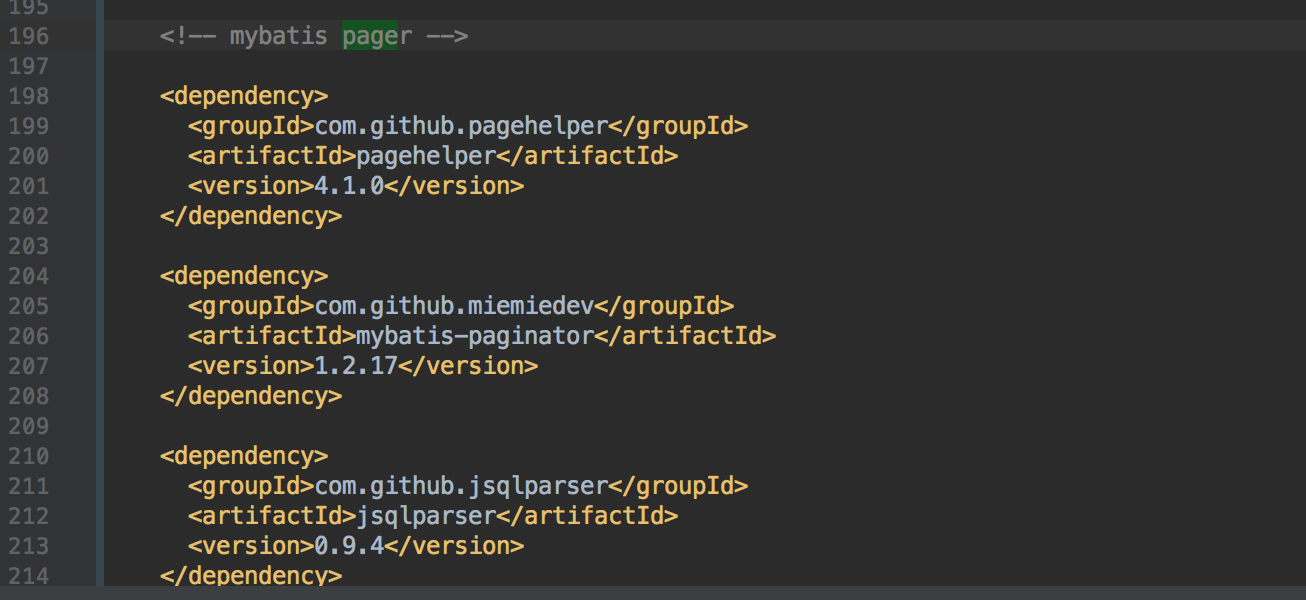 195
196 <!-- mybatis pager -->
197
198 <dependency>
199 <groupId>com.github.pagehelper</groupId>
200 <artifactId>pagehelper</artifactId>
201 <version>4.1.0</version>
202 </dependency>
203
204 <dependency>
205 <groupId>com.github.miemiedev</groupId>
206 <artifactId>mybatis-paginator</artifactId>
207 <version>1.2.17</version>
208 </dependency>
209
210 <dependency>
211 <groupId>com.github.jsqlparser</groupId>
212 <artifactId>jsqlparser</artifactId>
213 <version>0.9.4</version>
214 </dependency>